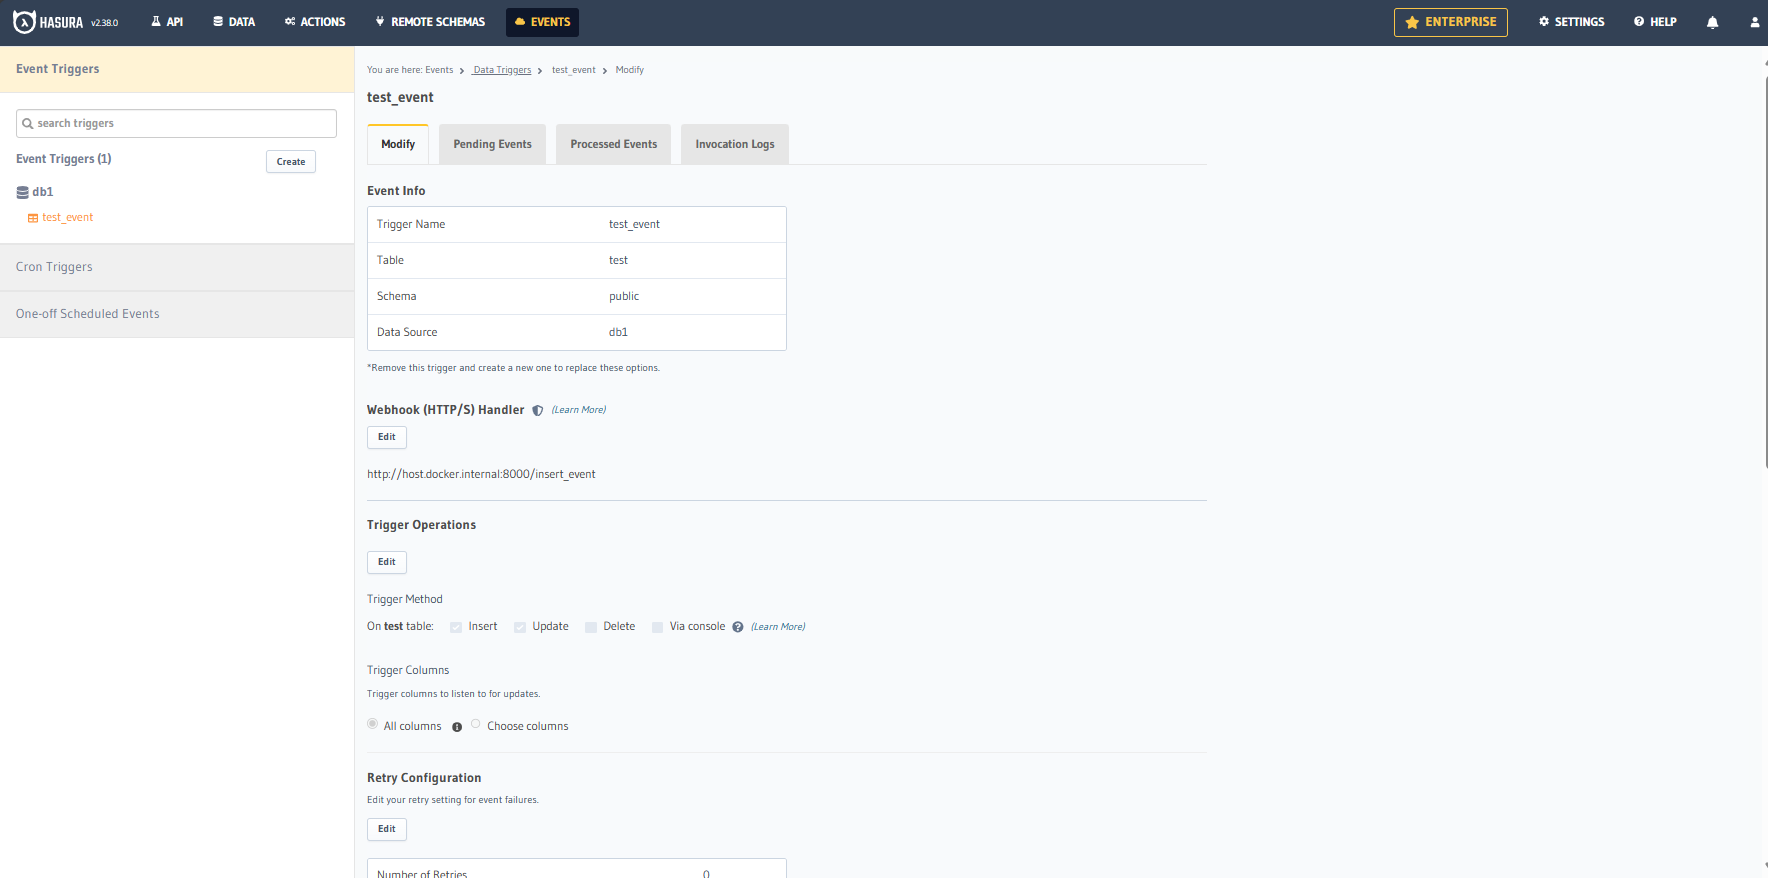 HASURA v2.38.0 API DATA ACTIONS REMOTE SCHEMAS EVENTS ENTERPRISE SETTINGS HELP
Event Triggers
search triggers
Event Triggers (1) Create
db1
test_event
Cron Triggers
One-off Scheduled Events
You are here: Events > Data Triggers > test_event > Modify
test_event
Modify Pending Events Processed Events Invocation Logs
Event Info
Trigger Name test_event
Table test
Schema public
Data Source db1
*Remove this trigger and create a new one to replace these options.
Webhook (HTTP/S) Handler (Learn More)
Edit
http://host.docker.internal:8000/insert_event
Trigger Operations
Edit
Trigger Method
On test table: Insert Update Delete Via console (Learn More)
Trigger Columns
Trigger columns to listen to for updates.
All columns Choose columns
Retry Configuration
Edit your retry setting for event failures.
Edit
Number of Retries 0